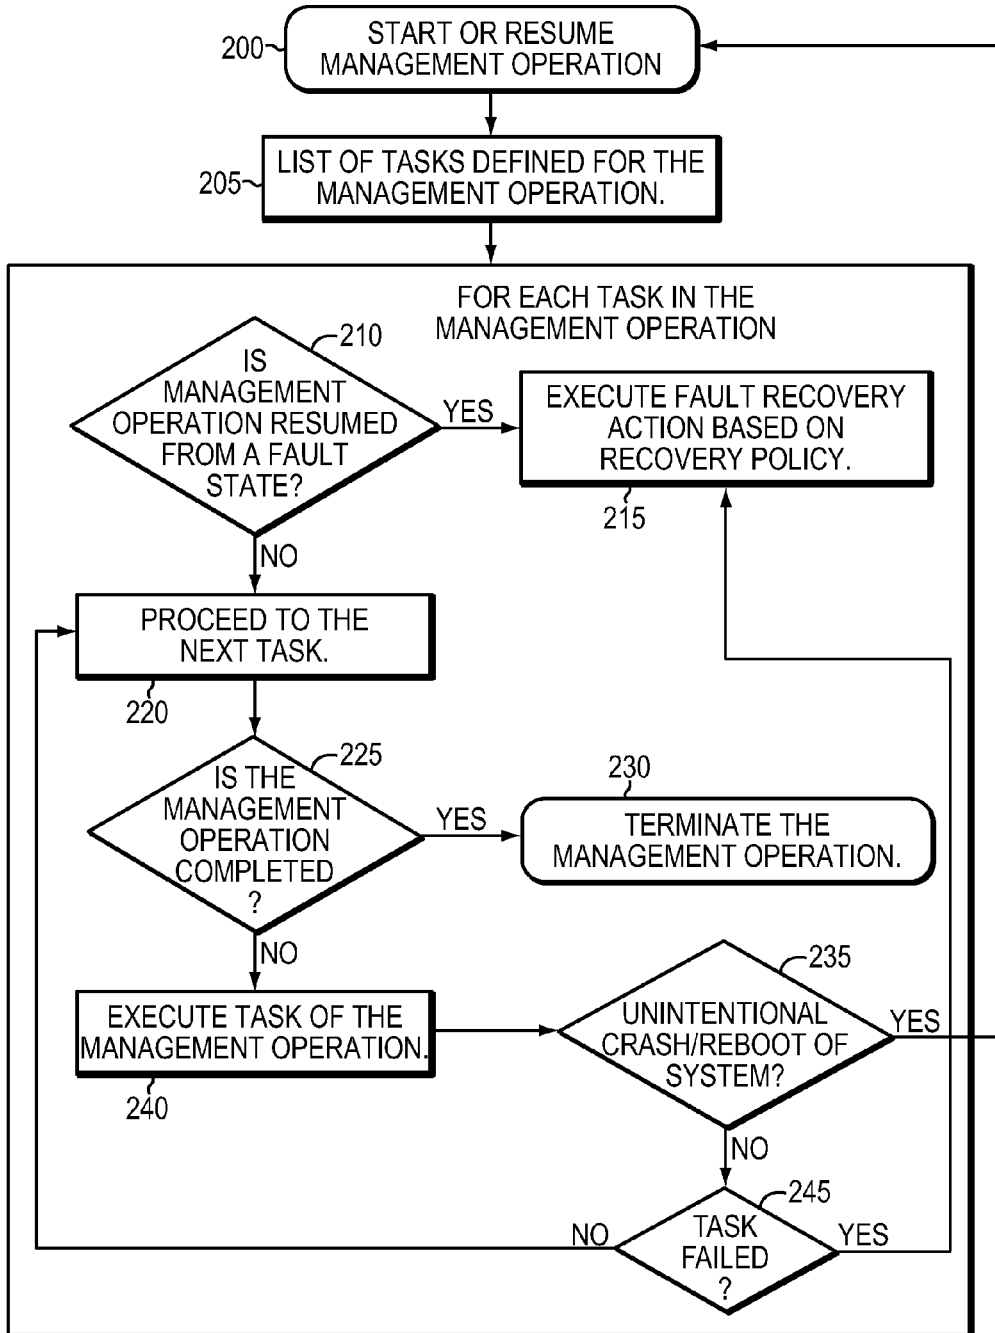 200
START OR RESUME
MANAGEMENT OPERATION
205
LIST OF TASKS DEFINED FOR THE
MANAGEMENT OPERATION.
FOR EACH TASK IN THE
MANAGEMENT OPERATION
210
IS
MANAGEMENT
OPERATION RESUMED
FROM A FAULT
STATE?
YES
EXECUTE FAULT RECOVERY
ACTION BASED ON
RECOVERY POLICY.
215
NO
PROCEED TO THE
NEXT TASK.
220
225
IS THE
MANAGEMENT
OPERATION
COMPLETED
?
YES
230
TERMINATE THE
MANAGEMENT OPERATION.
NO
EXECUTE TASK OF THE
MANAGEMENT OPERATION.
240
235
UNINTENTIONAL
CRASH/REBOOT OF
SYSTEM?
YES
NO
245
TASK
FAILED
?
NO
YES